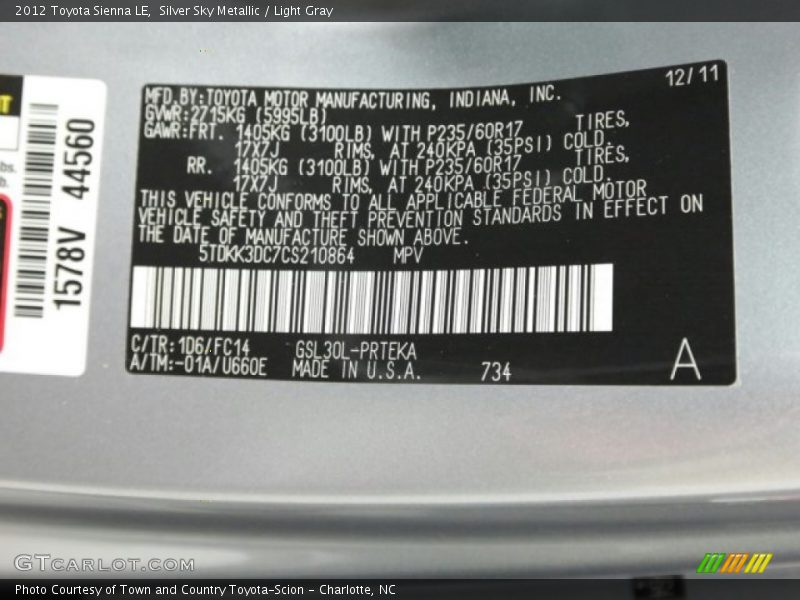 2012 Toyota Sienna LE, Silver Sky Metallic / Light Gray
12/11
MFD.BY:TOYOTA MOTOR MANUFACTURING, INDIANA, INC.
GVWR:2715KG (5995LB)
GAWR:FRT. 1405KG (3100LB) WITH P235/60R17 TIRES,
17X7J RIMS, AT 240KPA (35PSI) COLD.
RR. 1405KG (3100LB) WITH P235/60R17 TIRES,
17X7J RIMS, AT 240KPA (35PSI) COLD.
THIS VEHICLE CONFORMS TO ALL APPLICABLE FEDERAL MOTOR
VEHICLE SAFETY AND THEFT PREVENTION STANDARDS IN EFFECT ON
THE DATE OF MANUFACTURE SHOWN ABOVE.
5TDKK3DC7CS210864 MPV
C/TR:1D6/FC14 GSL30L-PRTEKA
A/TM:-01A/U660E MADE IN U.S.A. 734
A
1578V 44560
GTCARLOT.COM
Photo Courtesy of Town and Country Toyota-Scion - Charlotte, NC